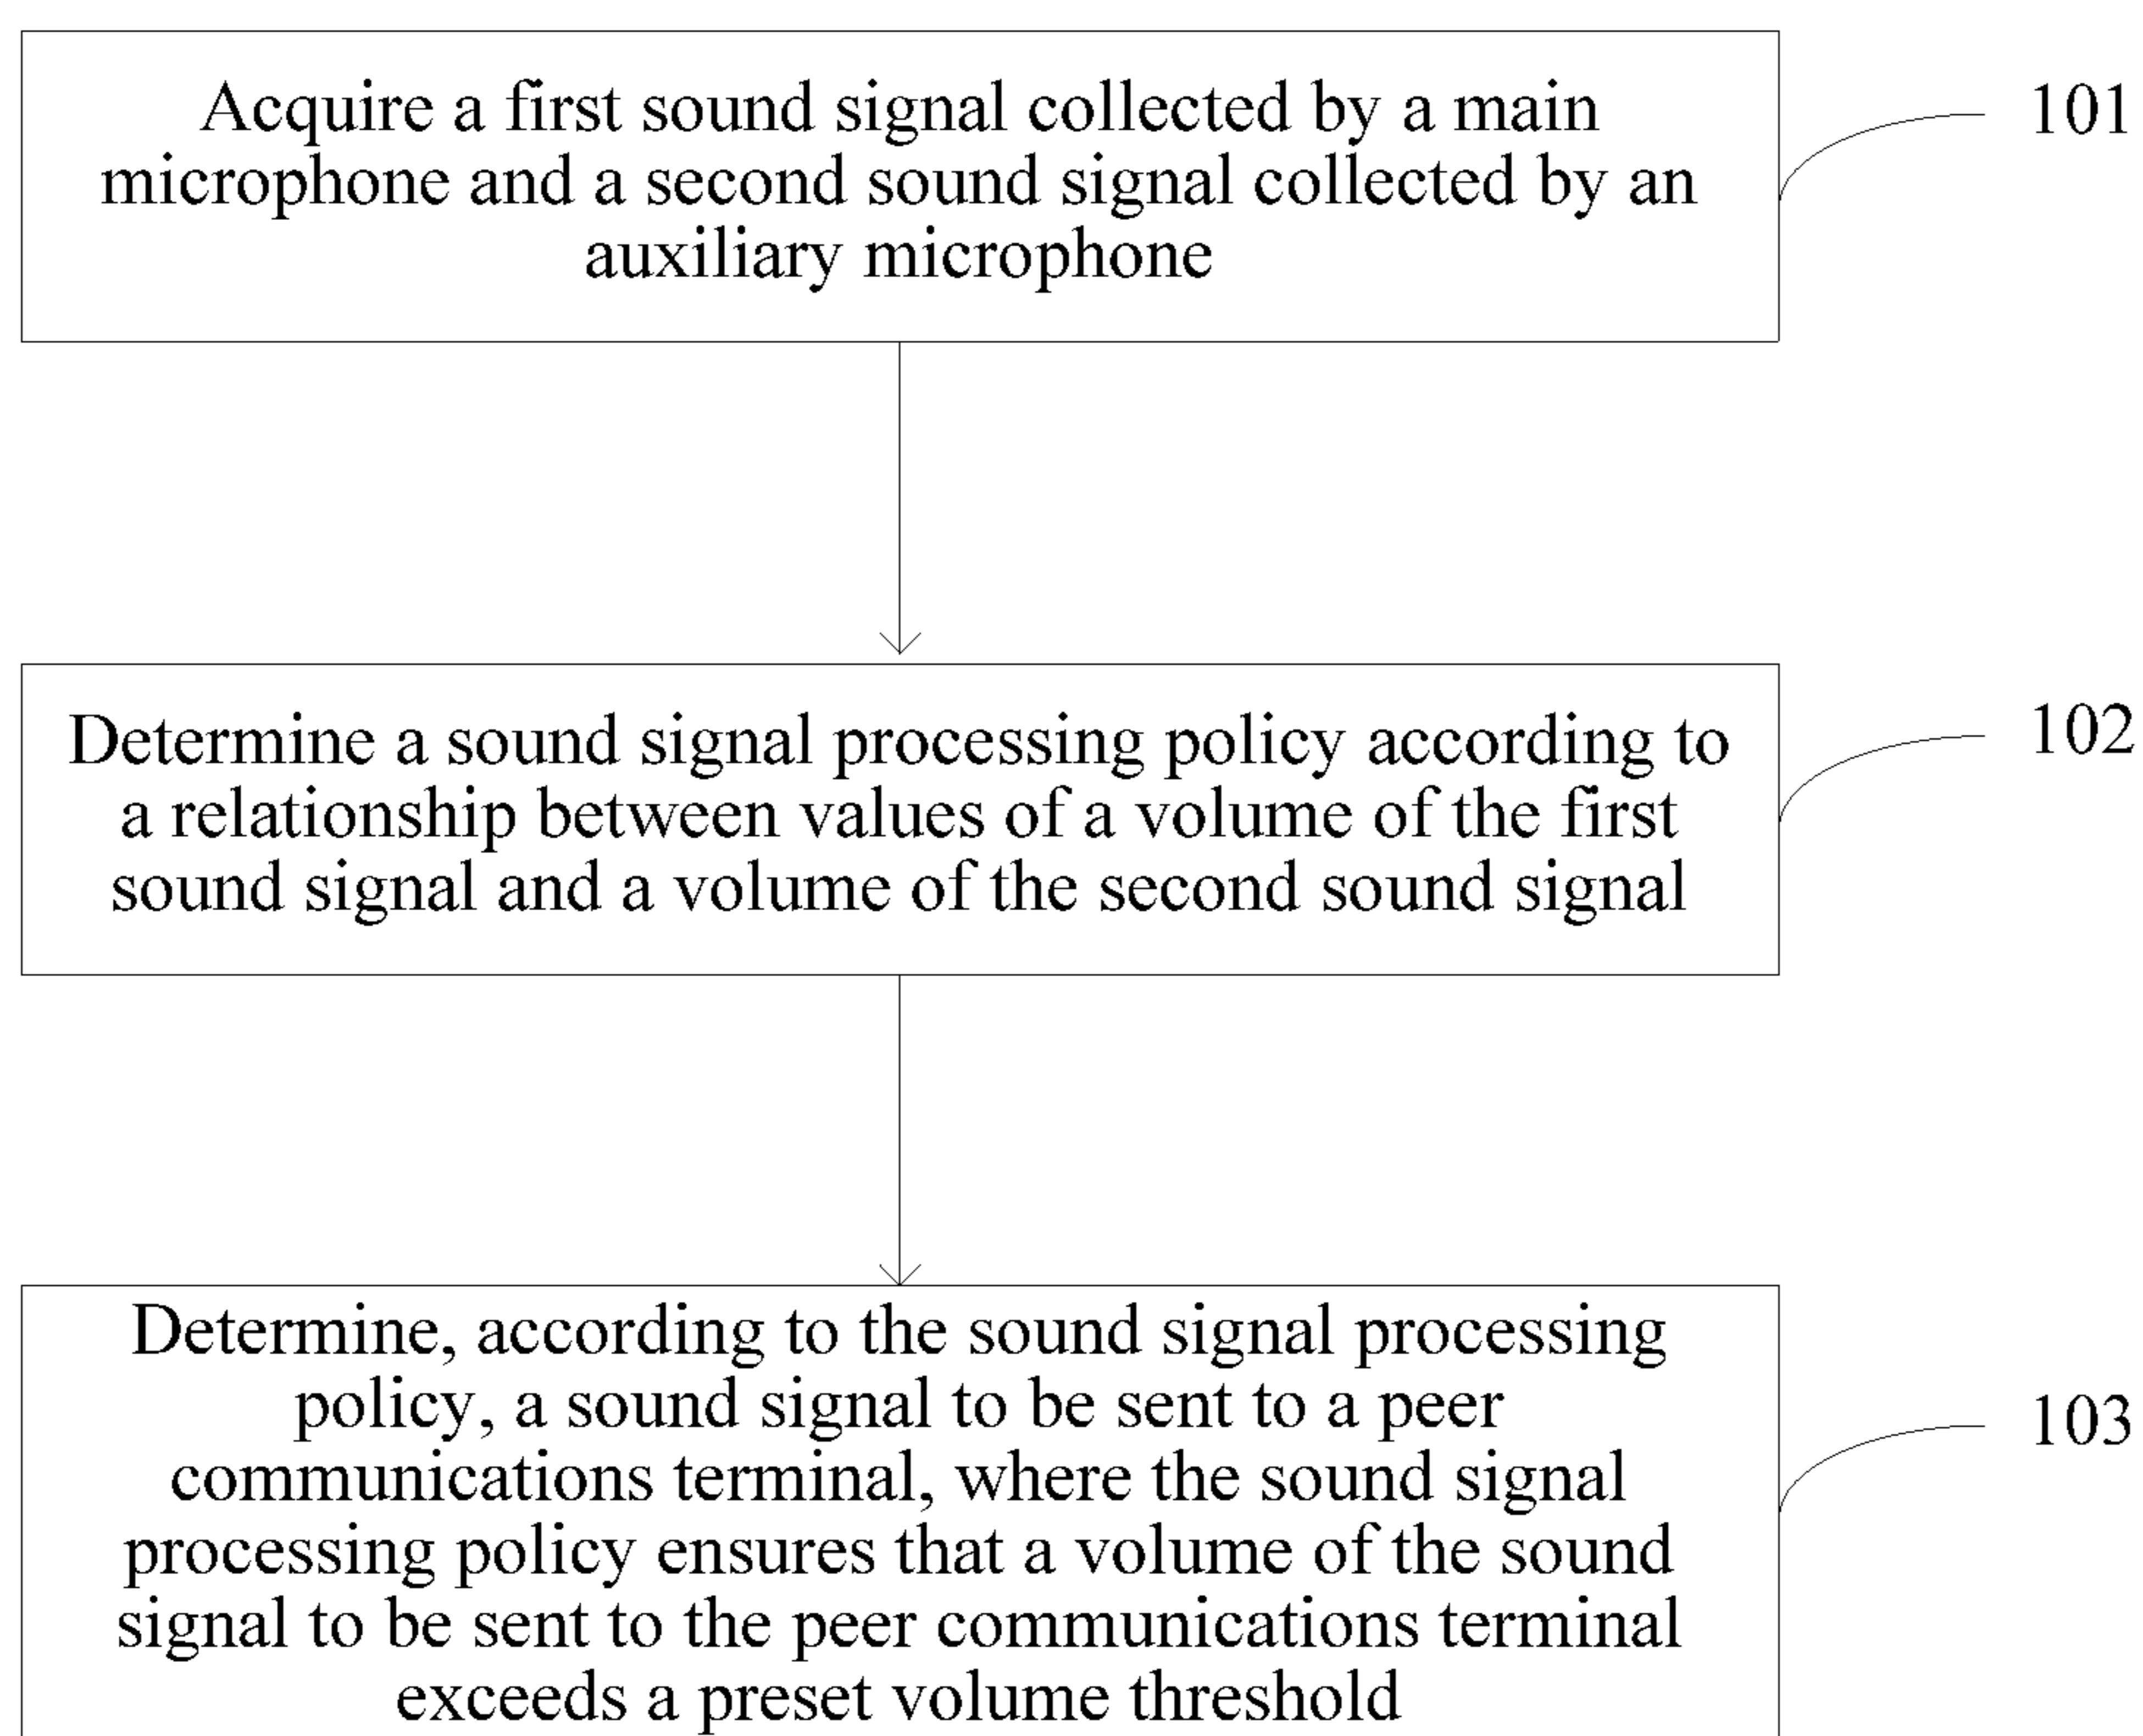 Acquire a first sound signal collected by a main
microphone and a second sound signal collected by an
auxiliary microphone
101
Determine a sound signal processing policy according to
a relationship between values of a volume of the first
sound signal and a volume of the second sound signal
102
Determine, according to the sound signal processing
policy, a sound signal to be sent to a peer
communications terminal, where the sound signal
processing policy ensures that a volume of the sound
signal to be sent to the peer communications terminal
exceeds a preset volume threshold
103